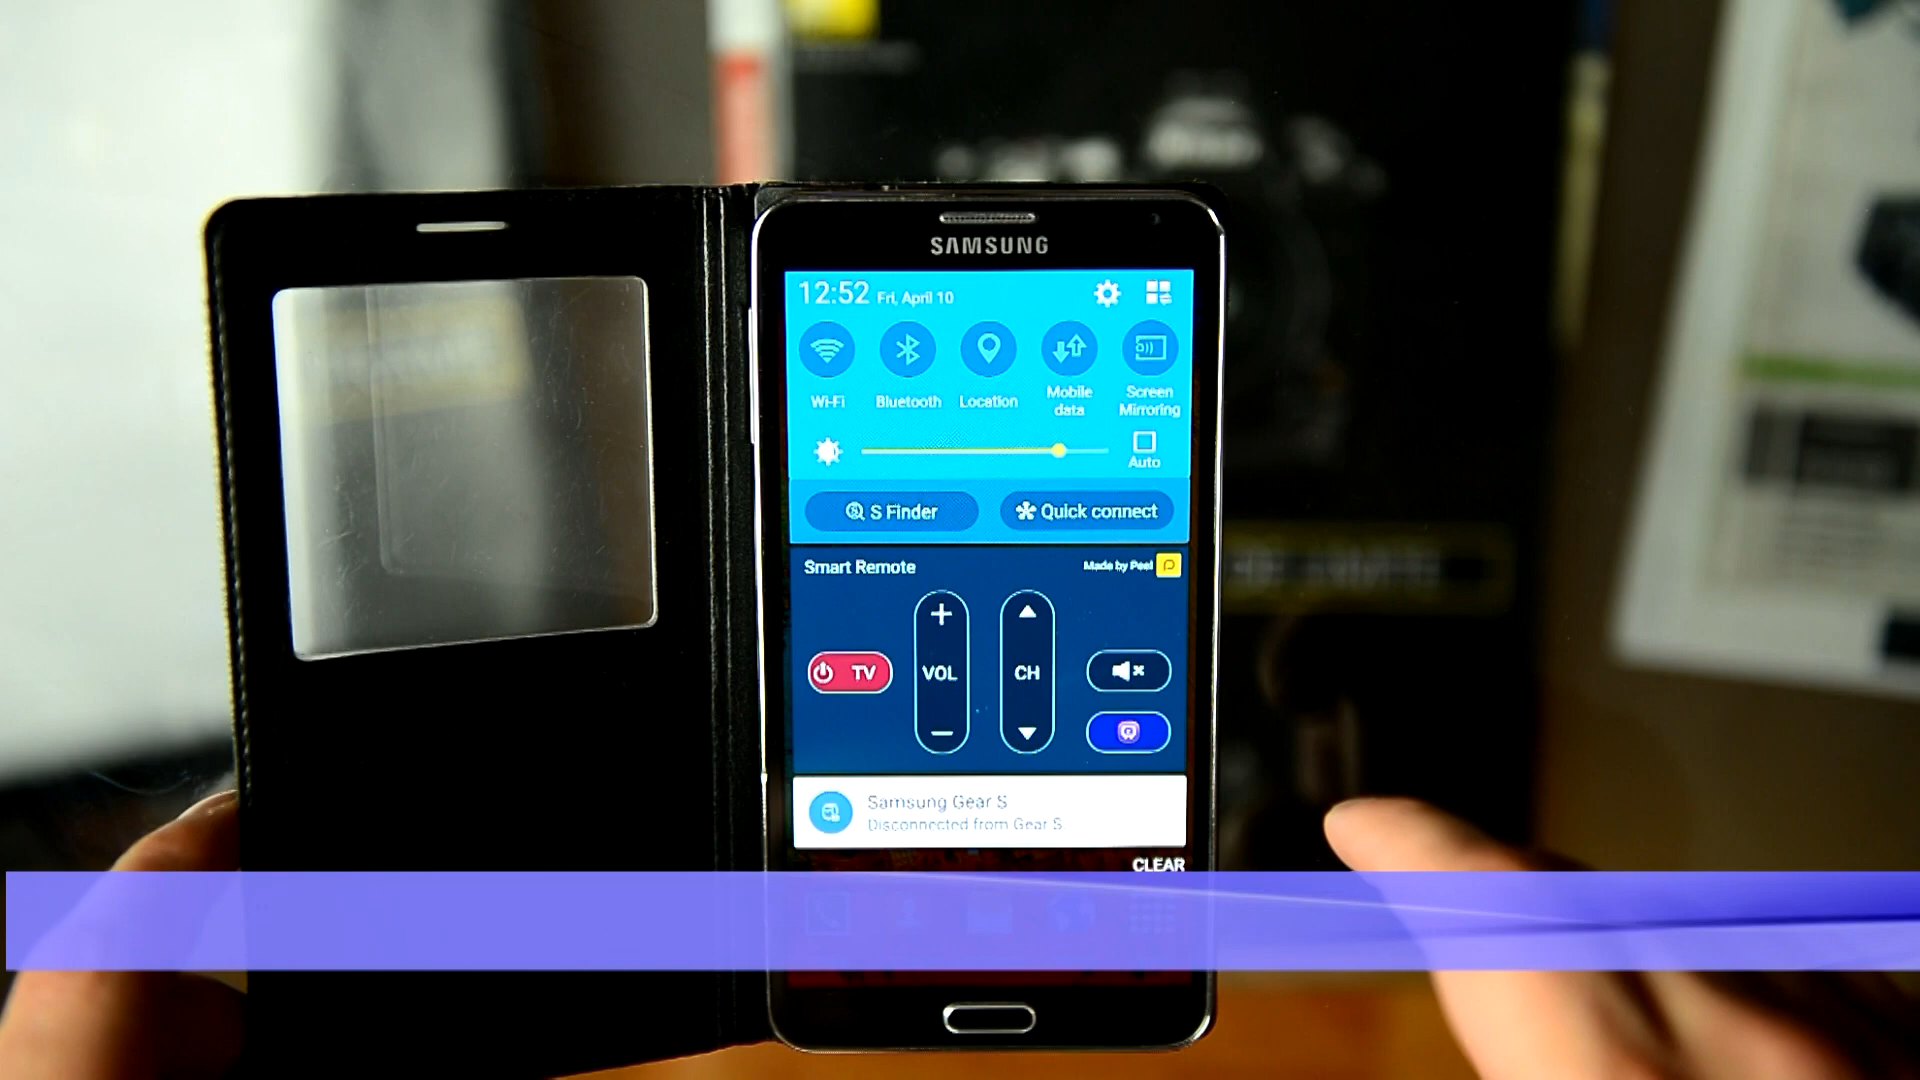 SAMSUNG
12:52 Fri, April 10
Wi-Fi
Bluetooth
Location
Mobile data
Screen Mirroring
Auto
S Finder
Quick connect
Smart Remote
Made by Peel
TV
VOL
CH
Samsung Gear S
Disconnected from Gear S.
CLEAR